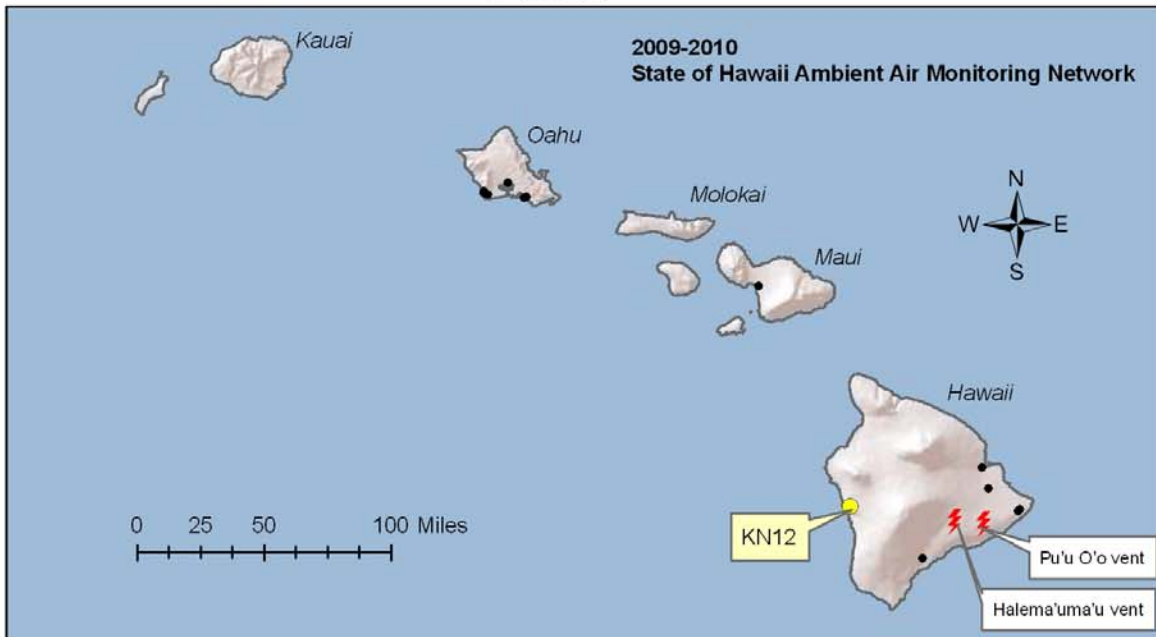 Kauai
2009-2010
State of Hawaii Ambient Air Monitoring Network
Oahu
Molokai
N
W
E
S
Maui
Hawaii
0 25 50 100 Miles
KN12
Pu'u O'o vent
Halema'uma'u vent